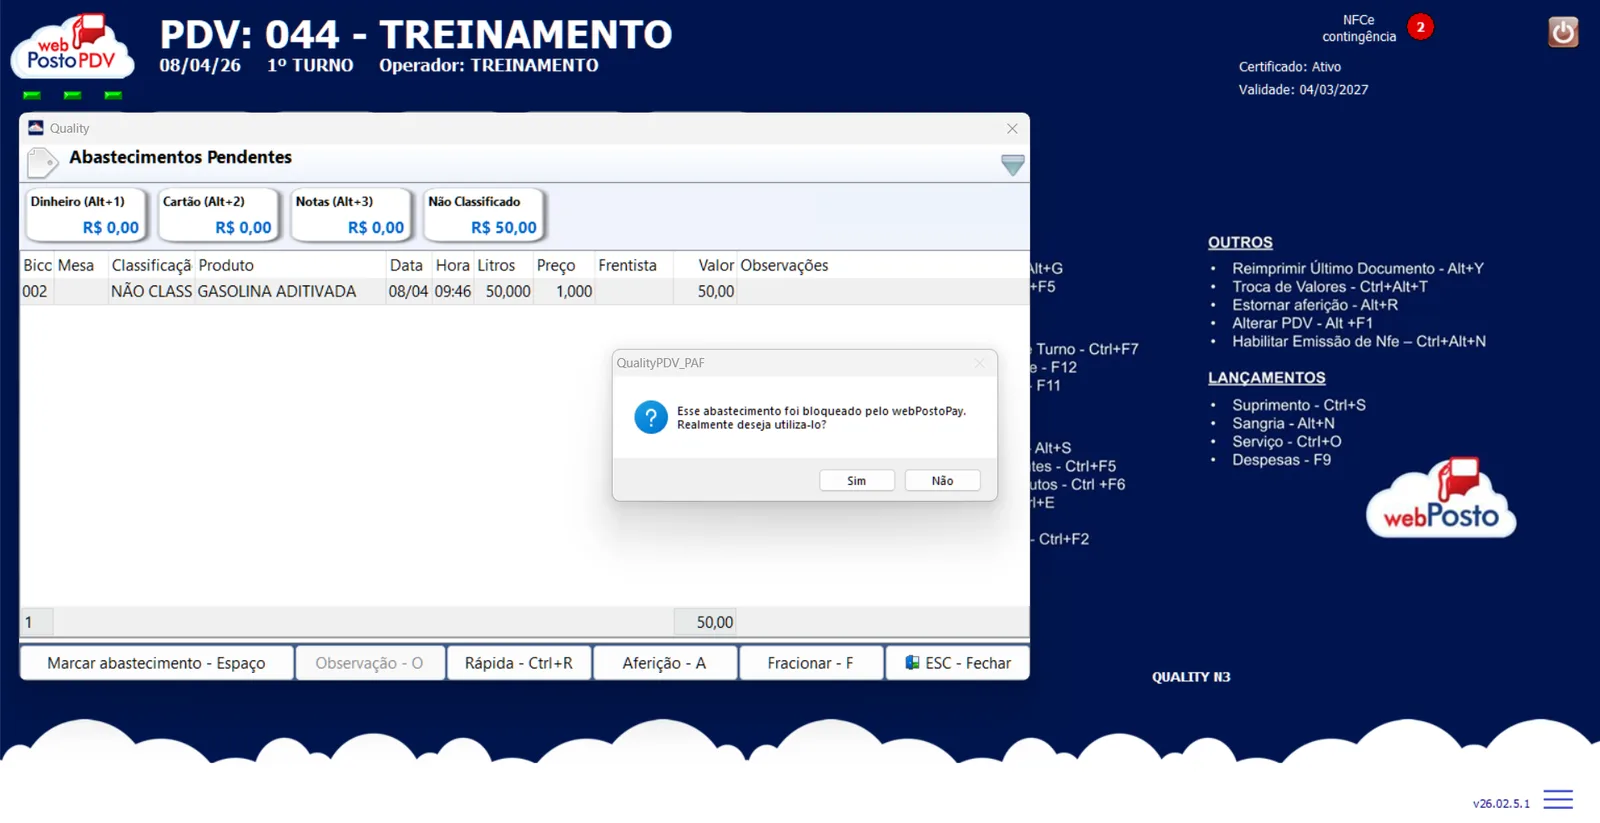 web
PostoPDV
PDV: 044 - TREINAMENTO
08/04/26 1º TURNO Operador: TREINAMENTO
NFCe
contingência
2
Certificado: Ativo
Validade: 04/03/2027
Quality
Abastecimentos Pendentes
Dinheiro (Alt+1)
R$ 0,00
Cartão (Alt+2)
R$ 0,00
Notas (Alt+3)
R$ 0,00
Não Classificado
R$ 50,00
Bicc Mesa Classificaçã Produto Data Hora Litros Preço Frentista Valor Observações
002 NÃO CLASS GASOLINA ADITIVADA 08/04 09:46 50,000 1,000 50,00
QualityPDV_PAF
Esse abastecimento foi bloqueado pelo webPostoPay.
Realmente deseja utiliza-lo?
Sim Não
1 50,00
Marcar abastecimento - Espaço Observação - O Rápida - Ctrl+R Aferição - A Fracionar - F ESC - Fechar
Alt+G
+F5
Turno - Ctrl+F7
e - F12
- F11
Alt+S
tes - Ctrl+F5
utos - Ctrl +F6
rl+E
- Ctrl+F2
OUTROS
• Reimprimir Último Documento - Alt+Y
• Troca de Valores - Ctrl+Alt+T
• Estornar aferição - Alt+R
• Alterar PDV - Alt +F1
• Habilitar Emissão de Nfe – Ctrl+Alt+N
LANÇAMENTOS
• Suprimento - Ctrl+S
• Sangria - Alt+N
• Serviço - Ctrl+O
• Despesas - F9
webPosto
QUALITY N3
v26.02.5.1